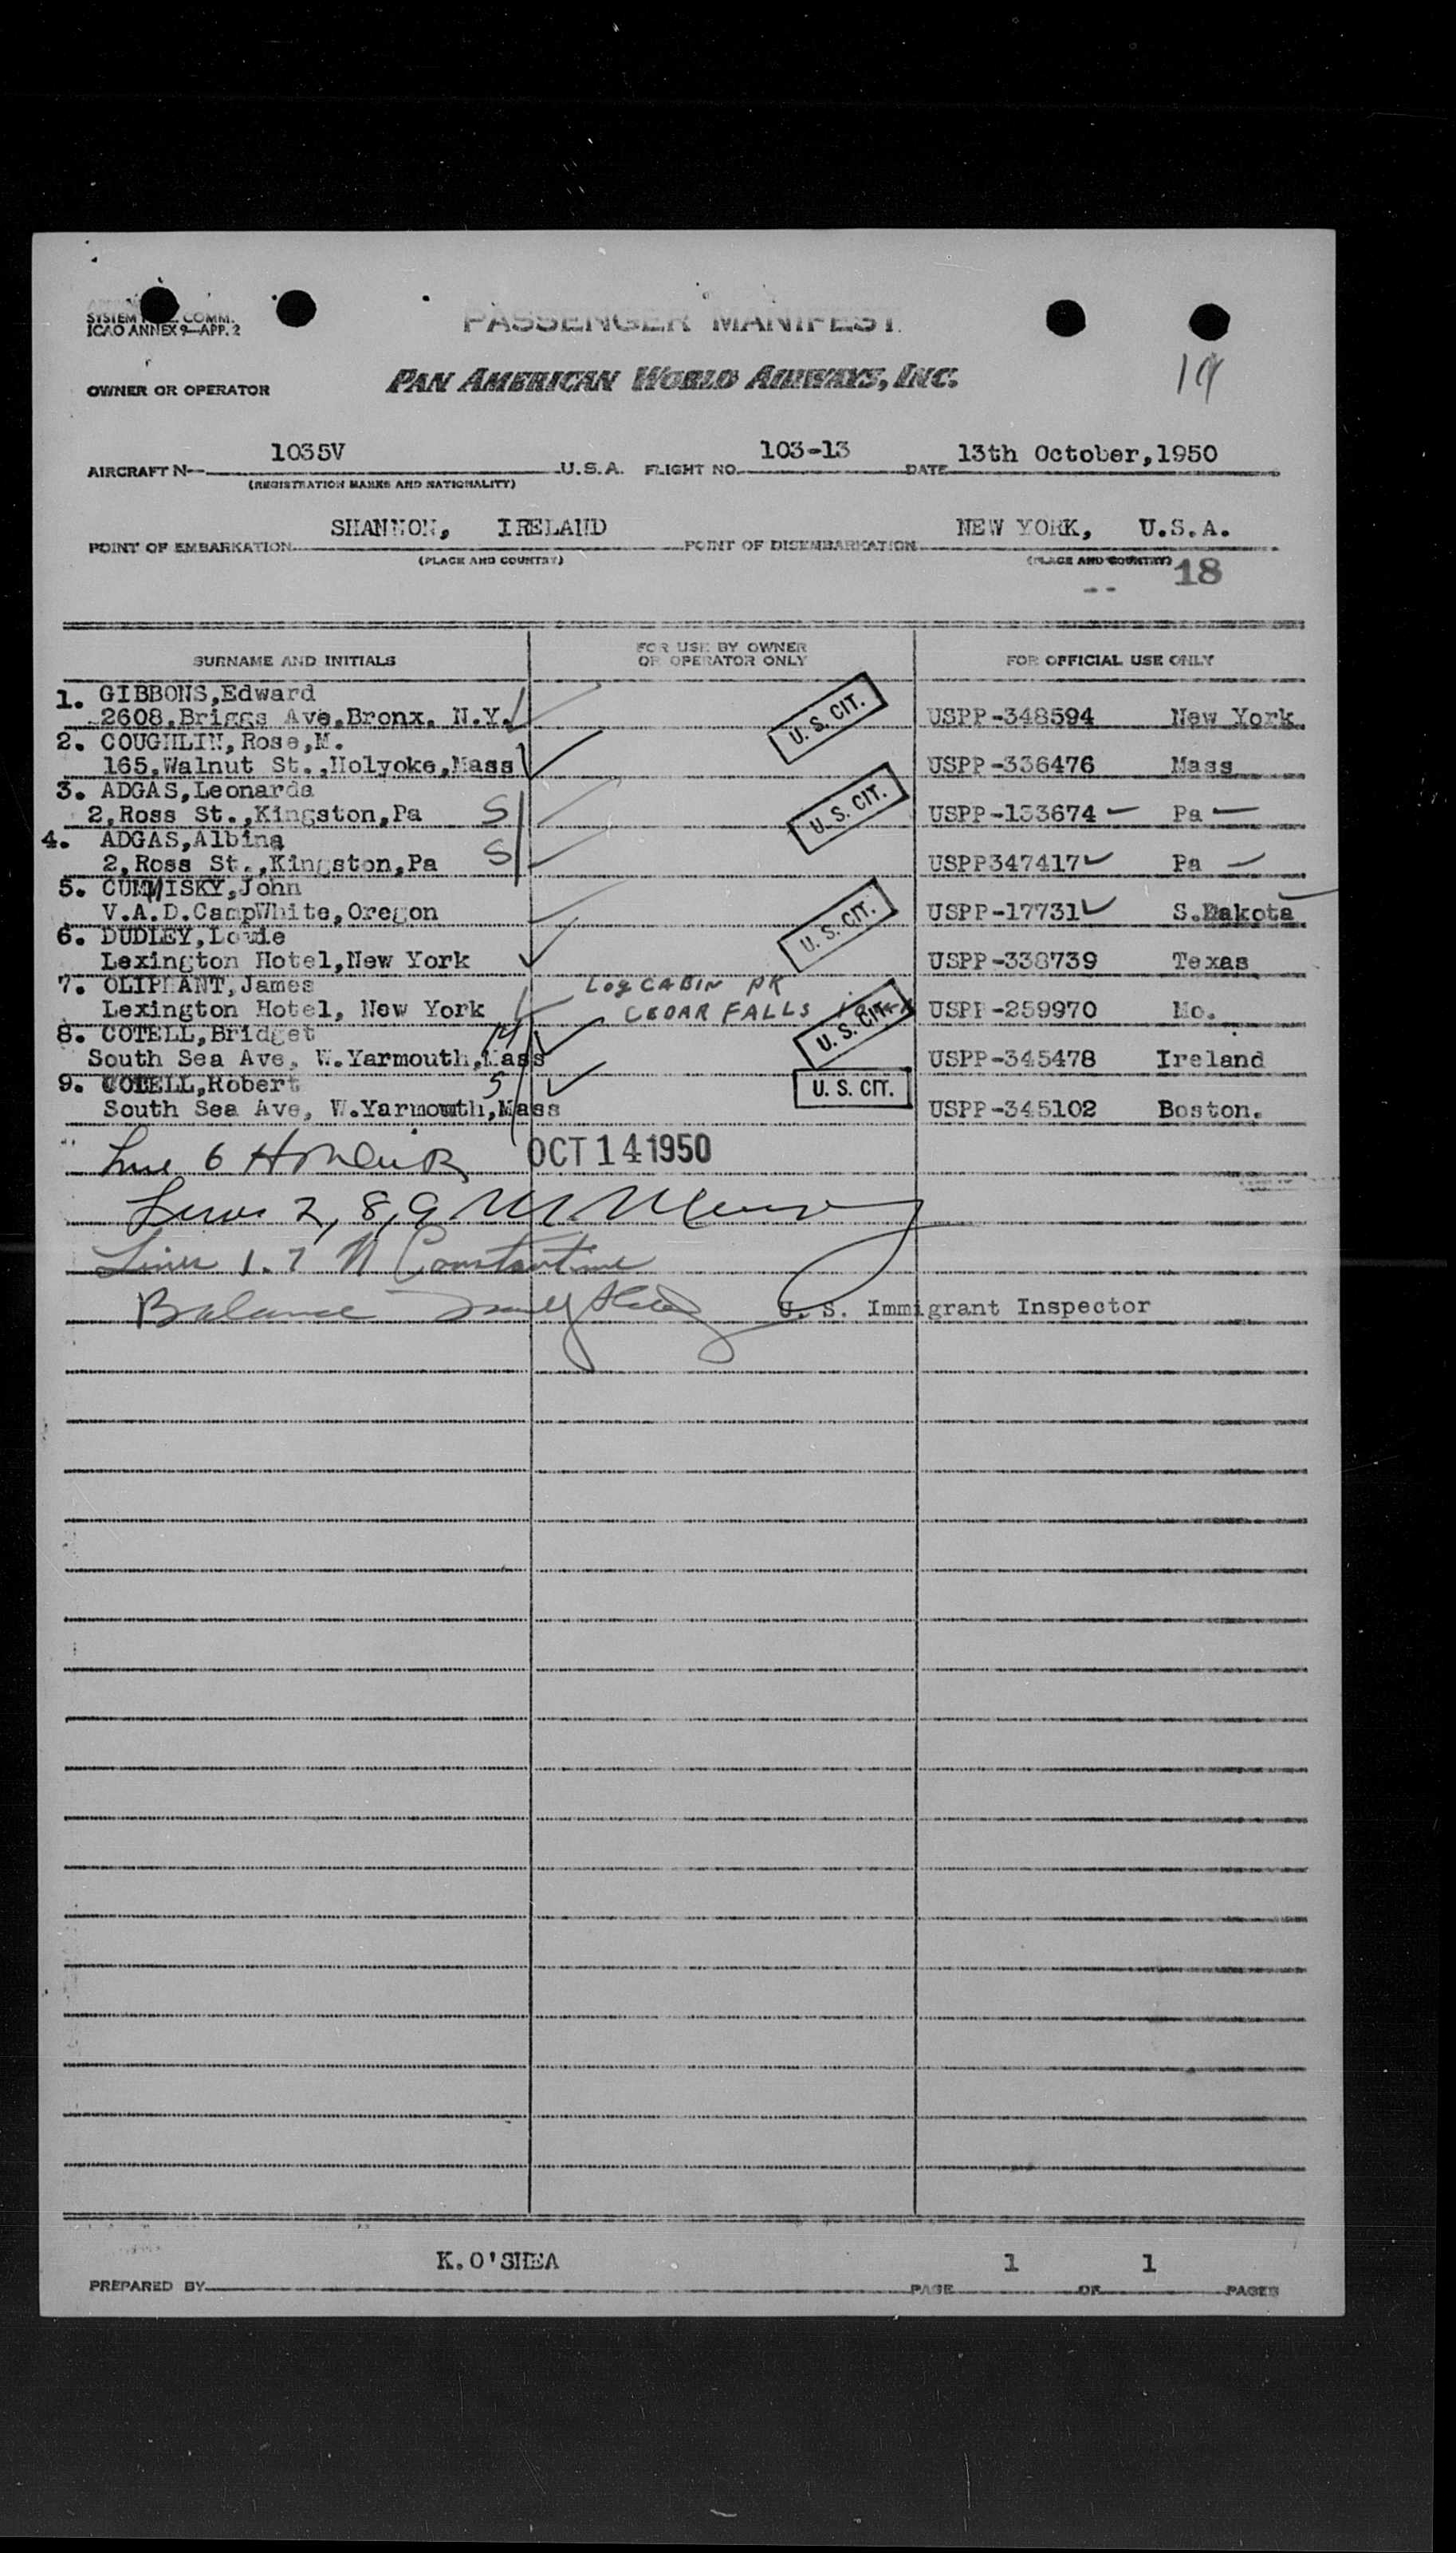 SYSTEM COMM.
ICAO ANNEX 9—APP. 2
PASSENGER MANIFEST
OWNER OR OPERATOR PAN AMERICAN WORLD AIRWAYS, INC.
19
AIRCRAFT N— 1035V U.S.A. FLIGHT NO. 103-13 DATE 13th October,1950
(REGISTRATION MARKS AND NATIONALITY)
POINT OF EMBARKATION SHANNON, IRELAND POINT OF DISEMBARKATION NEW YORK, U.S.A.
(PLACE AND COUNTRY) (PLACE AND COUNTRY)
18
SURNAME AND INITIALS FOR USE BY OWNER OR OPERATOR ONLY FOR OFFICIAL USE ONLY
1. GIBBONS,Edward
2608,Briggs Ave.Bronx, N.Y. U. S. CIT. USPP-348594 New York
2. COUGHLIN,Rose,M.
165,Walnut St.,Holyoke,Mass USPP-336476 Mass
3. ADGAS,Leonarda
2,Ross St.,Kingston,Pa S U. S. CIT. USPP-133674 Pa
4. ADGAS,Albina
2,Ross St.,Kingston,Pa S USPP347417 Pa
5. CUMMISKY,John
V.A.D.CampWhite,Oregon U. S. CIT. USPP-17731 S.Dakota
6. DUDLEY,
Lexington Hotel,New York USPP-338739 Texas
7. OLIPHANT,James LOG CABIN PK
Lexington Hotel, New York CEDAR FALLS U. S. CIT. USPP-259970 Mo.
8. COTELL,Bridget
South Sea Ave, W.Yarmouth,Mass USPP-345478 Ireland
9. COTELL,Robert 5 U. S. CIT.
South Sea Ave, W.Yarmouth,Mass USPP-345102 Boston.
Line 6 OCT 14 1950
Lines 2, 8, 9
Lines 1. 7 N Constantine
Balance U. S. Immigrant Inspector
K.O'SHEA 1 1
PREPARED BY PAGE OF PAGES